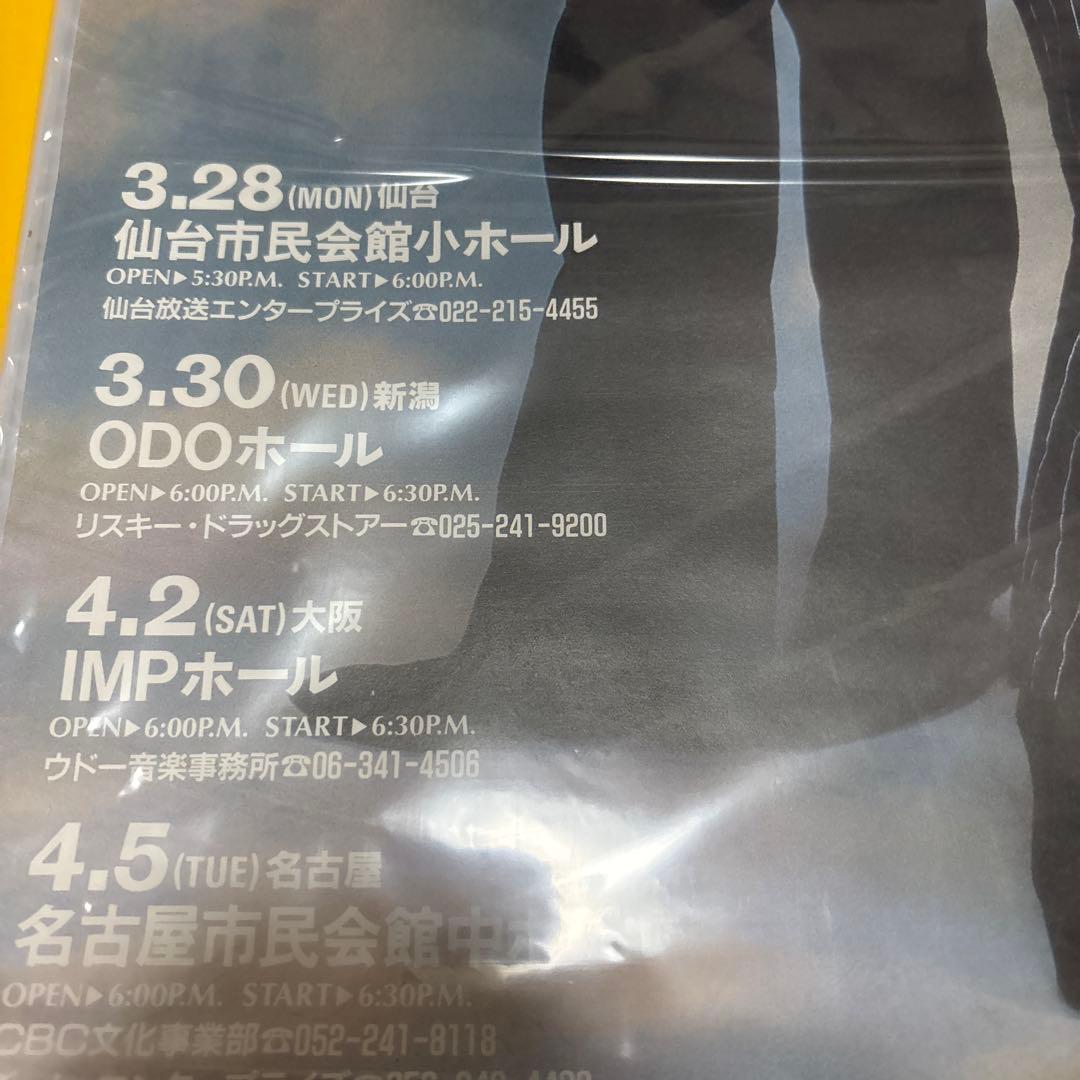 3.28(MON)仙台
仙台市民会館小ホール
OPEN▶5:30P.M. START▶6:00P.M.
仙台放送エンタープライズ☎022-215-4455
3.30(WED)新潟
ODOホール
OPEN▶6:00P.M. START▶6:30P.M.
リスキー・ドラッグストアー☎025-241-9200
4.2(SAT)大阪
IMPホール
OPEN▶6:00P.M. START▶6:30P.M.
ウドー音楽事務所☎06-341-4506
4.5(TUE)名古屋
名古屋市民会館中ホ
OPEN▶6:00P.M. START▶6:30P.M.
CBC文化事業部☎052-241-8118